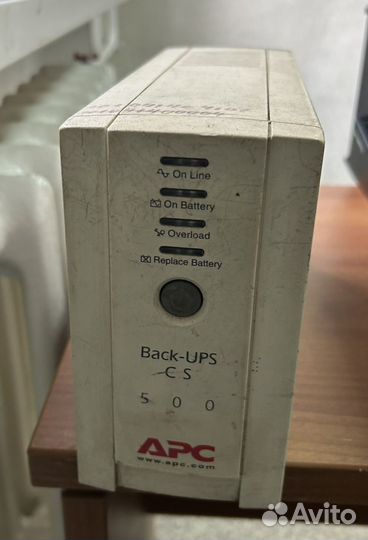 On Line
On Battery
Overload
Replace Battery
Back-UPS
CS
500
APC
www.apc.com
Avito